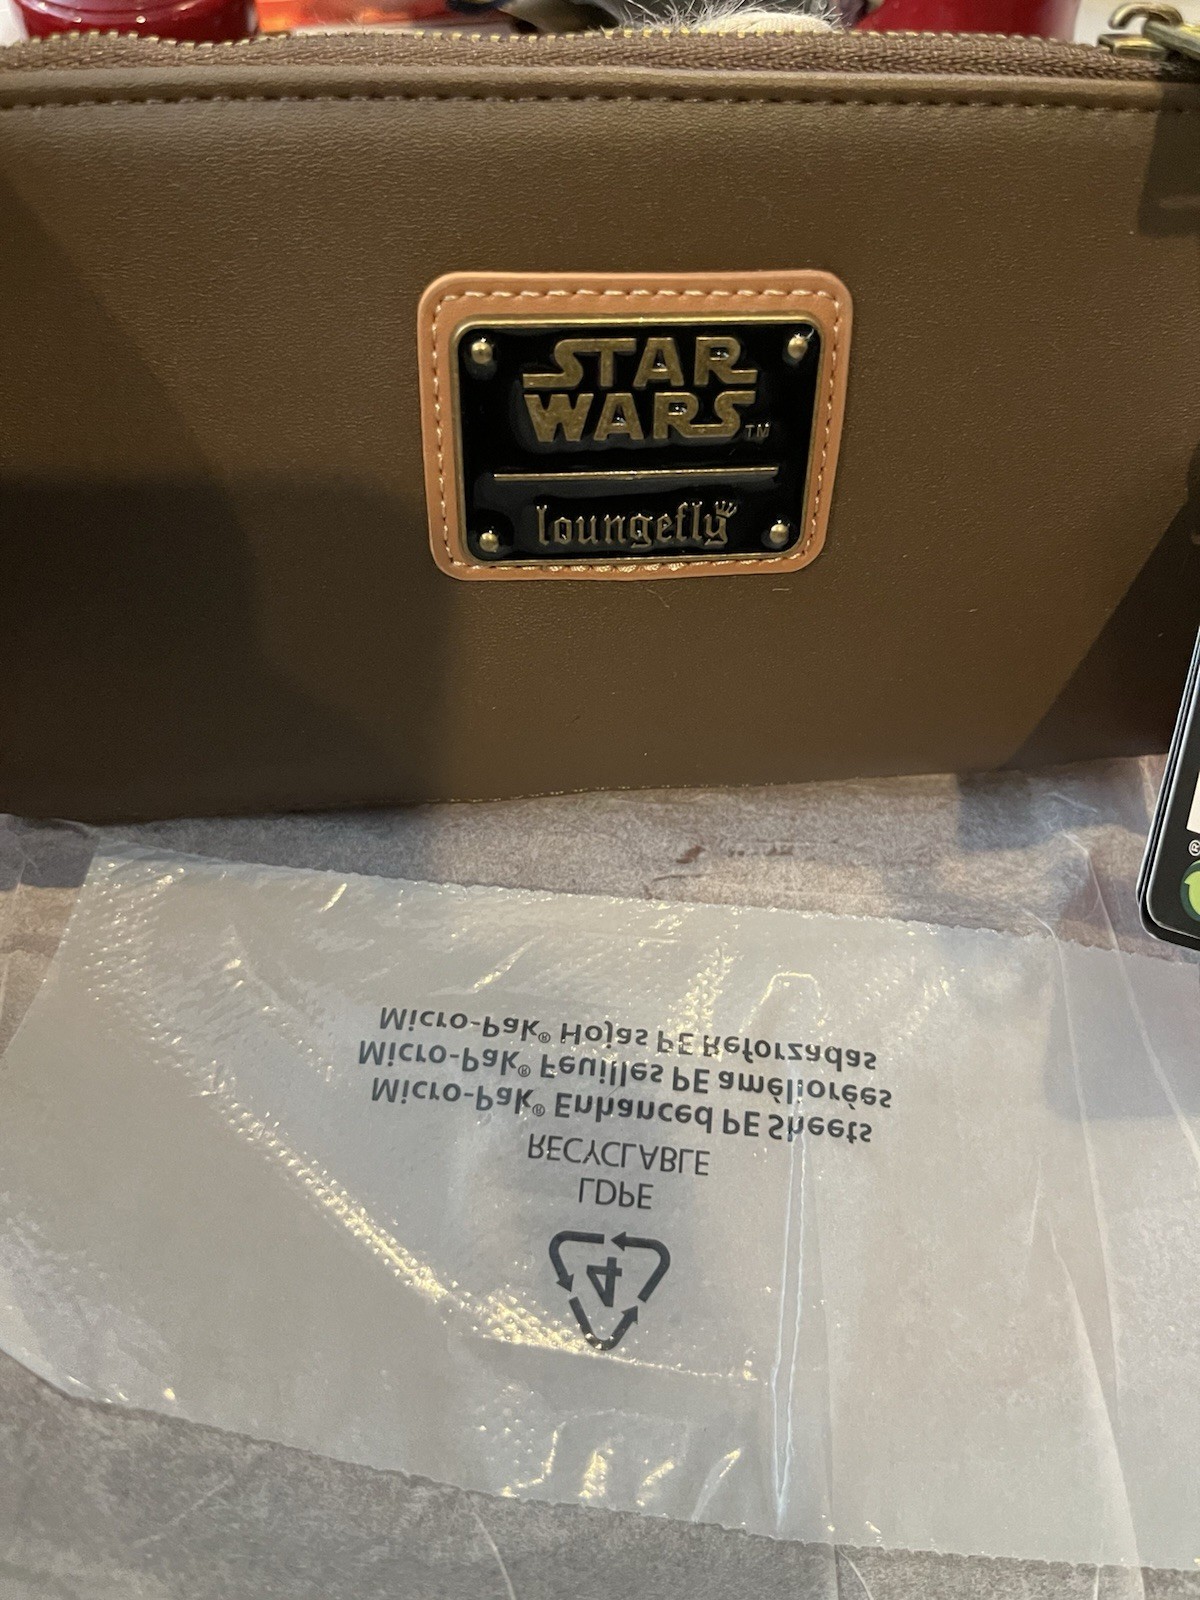 STAR
WARS™
loungefly
®
Micro-Pak® Hojas PE Reforzadas
Micro-Pak® Feuilles PE améliorées
Micro-Pak® Enhanced PE Sheets
RECYCLABLE
LDPE
4